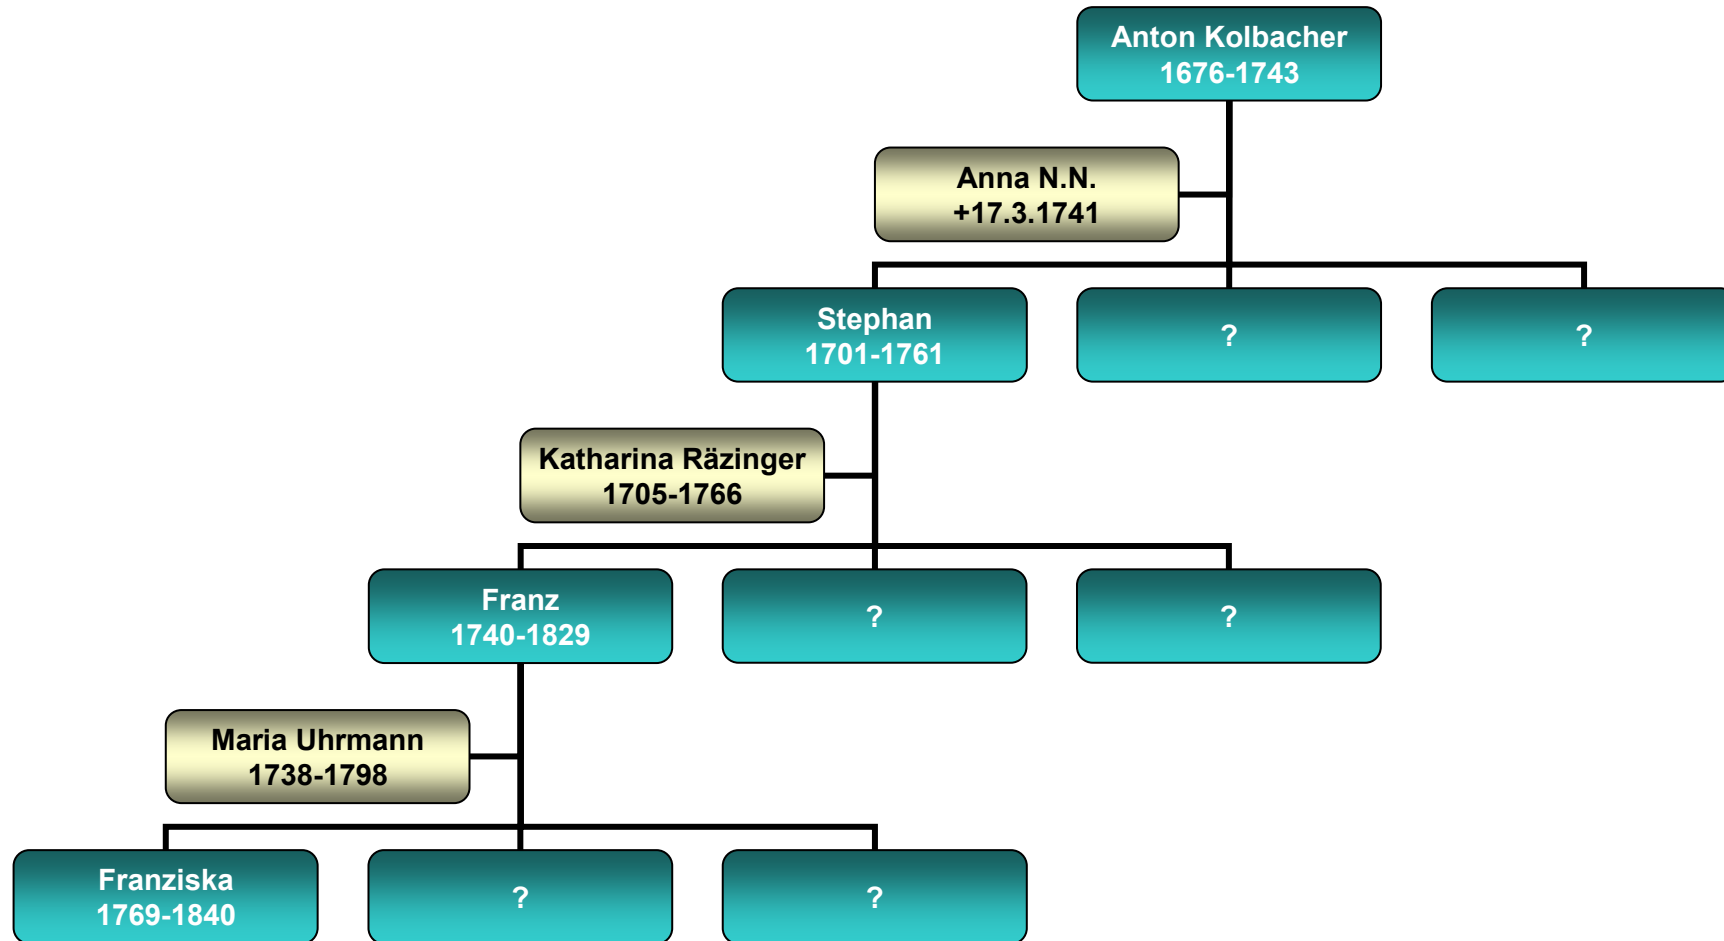 Anton Kolbacher
1676-1743
Anna N.N.
+17.3.1741
Stephan
1701-1761
?
?
Katharina Räzinger
1705-1766
Franz
1740-1829
?
?
Maria Uhrmann
1738-1798
Franziska
1769-1840
?
?